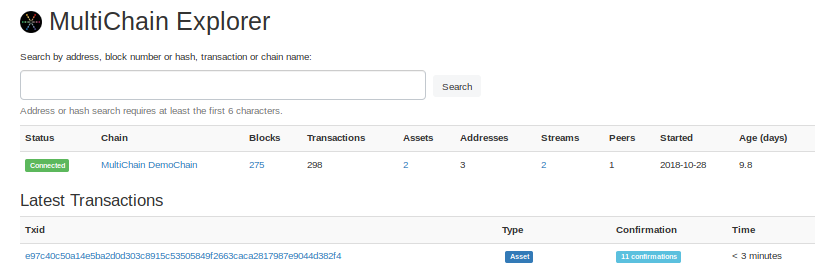 MultiChain Explorer
Search by address, block number or hash, transaction or chain name:
Search
Address or hash search requires at least the first 6 characters.
Status Chain Blocks Transactions Assets Addresses Streams Peers Started Age (days)
Connected MultiChain DemoChain 275 298 2 3 2 1 2018-10-28 9.8
Latest Transactions
Txid Type Confirmation Time
e97c40c50a14e5ba2d0d303c8915c53505849f2663caca2817987e9044d382f4 Asset 11 confirmations < 3 minutes